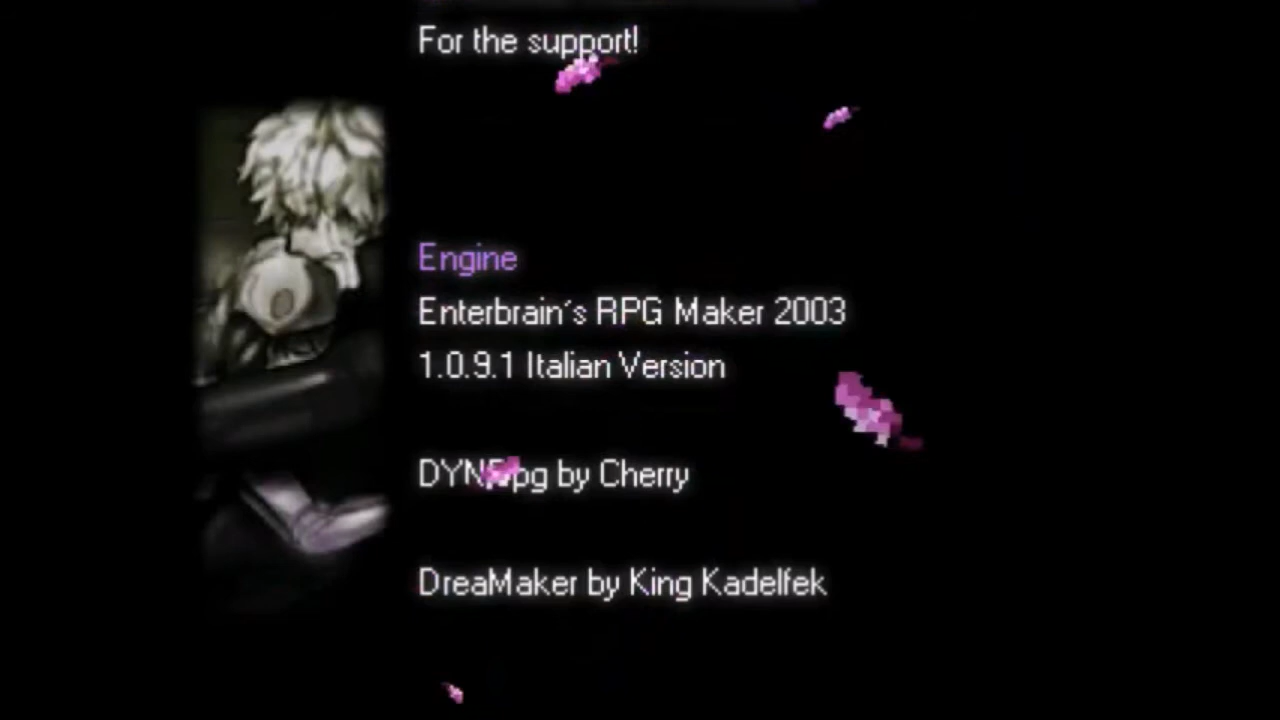 For the support!
Engine
Enterbrain´s RPG Maker 2003
1.0.9.1 Italian Version
DYNRpg by Cherry
DreaMaker by King Kadelfek